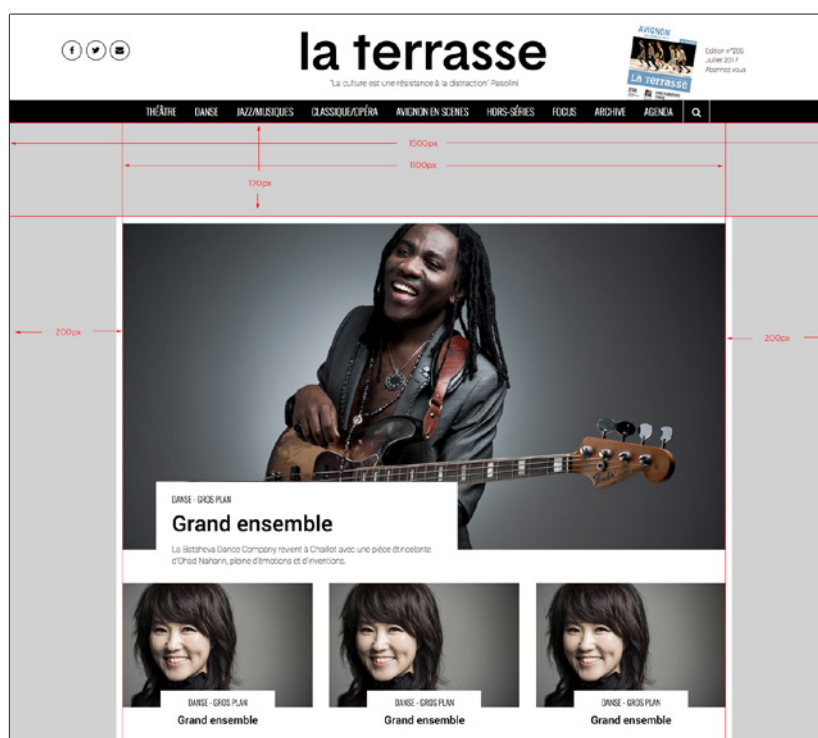 la terrasse
"La culture est une résistance à la distraction" Pasolini
AVIGNON
La Terrasse
Edition n°255
Juillet 2017
Abonnez vous
THÉÂTRE DANSE JAZZ/MUSIQUES CLASSIQUE/OPÉRA AVIGNON EN SCENES HORS-SÉRIES FOCUS ARCHIVE AGENDA
1500px
1100px
170px
200px
200px
DANSE - GROS PLAN
Grand ensemble
La Batsheva Dance Company revient à Chaillot avec une pièce étincelante
d'Ohad Naharin, pleine d'émotions et d'inventions.
DANSE - GROS PLAN
Grand ensemble
DANSE - GROS PLAN
Grand ensemble
DANSE - GROS PLAN
Grand ensemble